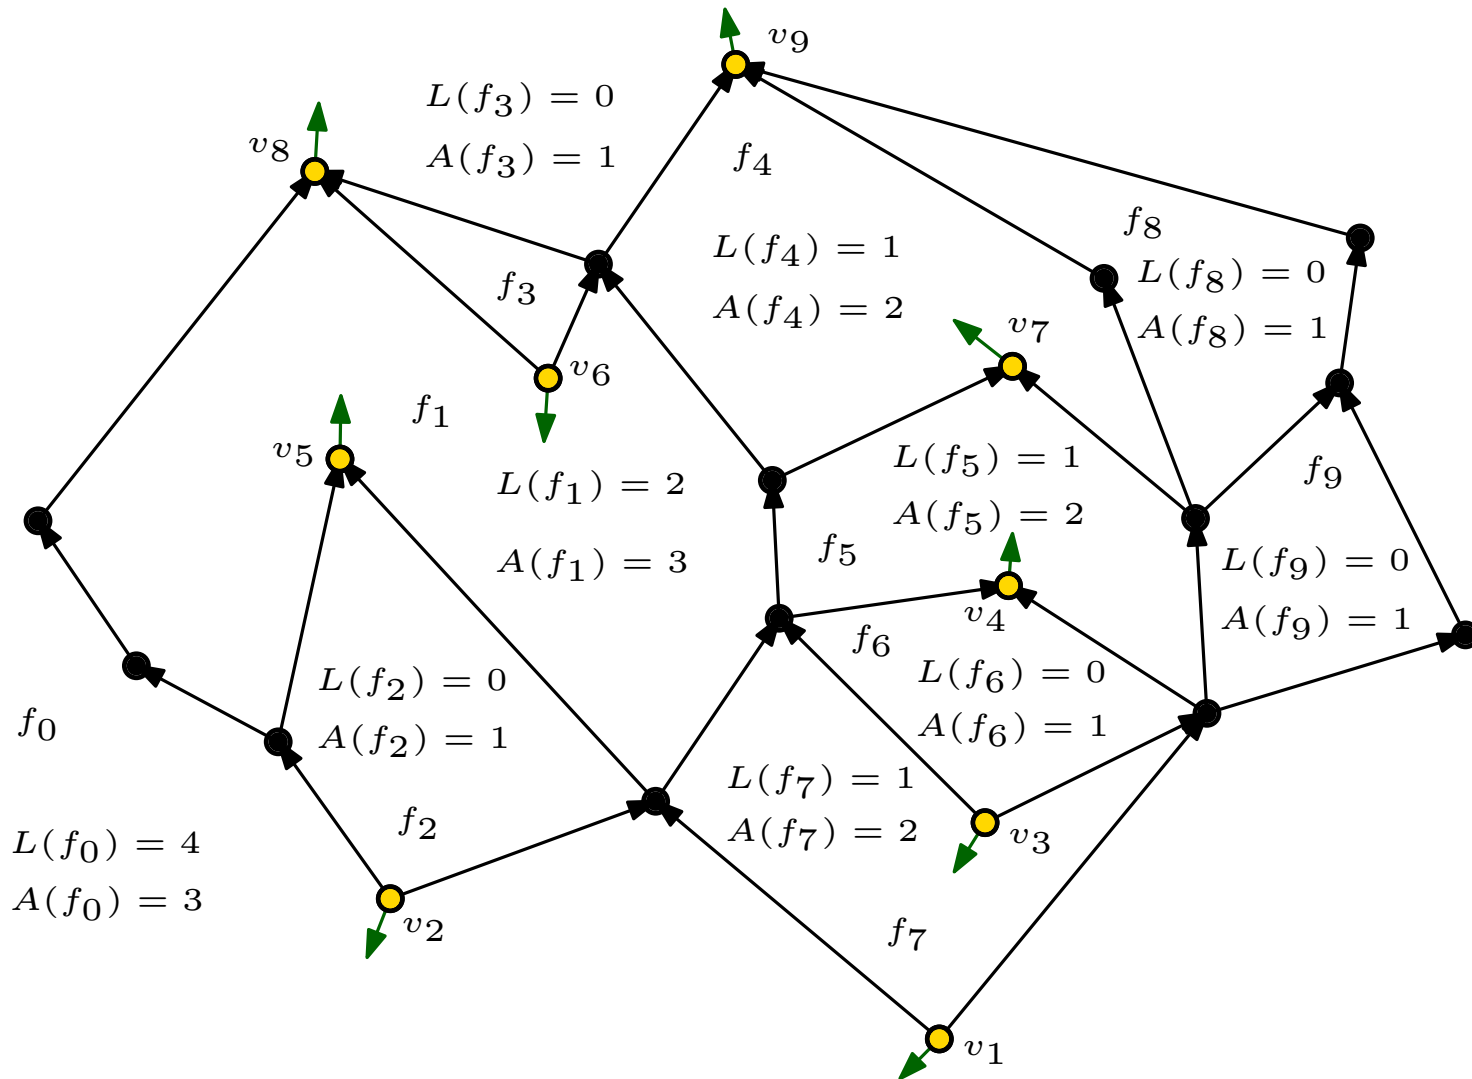 v₉
L(f₃) = 0
A(f₃) = 1
v₈
f₄
f₈
L(f₄) = 1
A(f₄) = 2
L(f₈) = 0
A(f₈) = 1
f₃
v₇
v₆
f₁
v₅
L(f₁) = 2
A(f₁) = 3
L(f₅) = 1
A(f₅) = 2
f₉
f₅
L(f₉) = 0
A(f₉) = 1
v₄
f₆
L(f₆) = 0
A(f₆) = 1
L(f₂) = 0
A(f₂) = 1
f₀
L(f₇) = 1
A(f₇) = 2
v₃
f₂
L(f₀) = 4
A(f₀) = 3
v₂
f₇
v₁